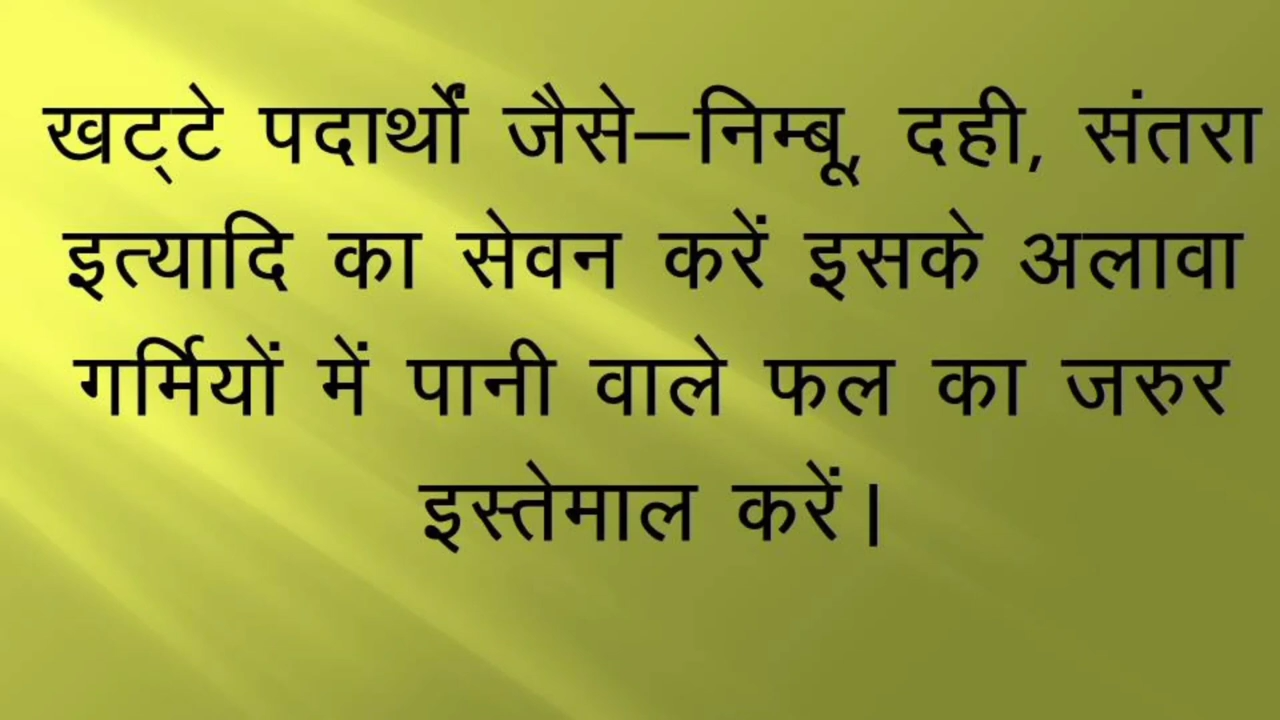 खट्टे पदार्थों जैसे–निम्बू, दही, संतरा
इत्यादि का सेवन करें इसके अलावा
गर्मियों में पानी वाले फल का जरुर
इस्तेमाल करें।